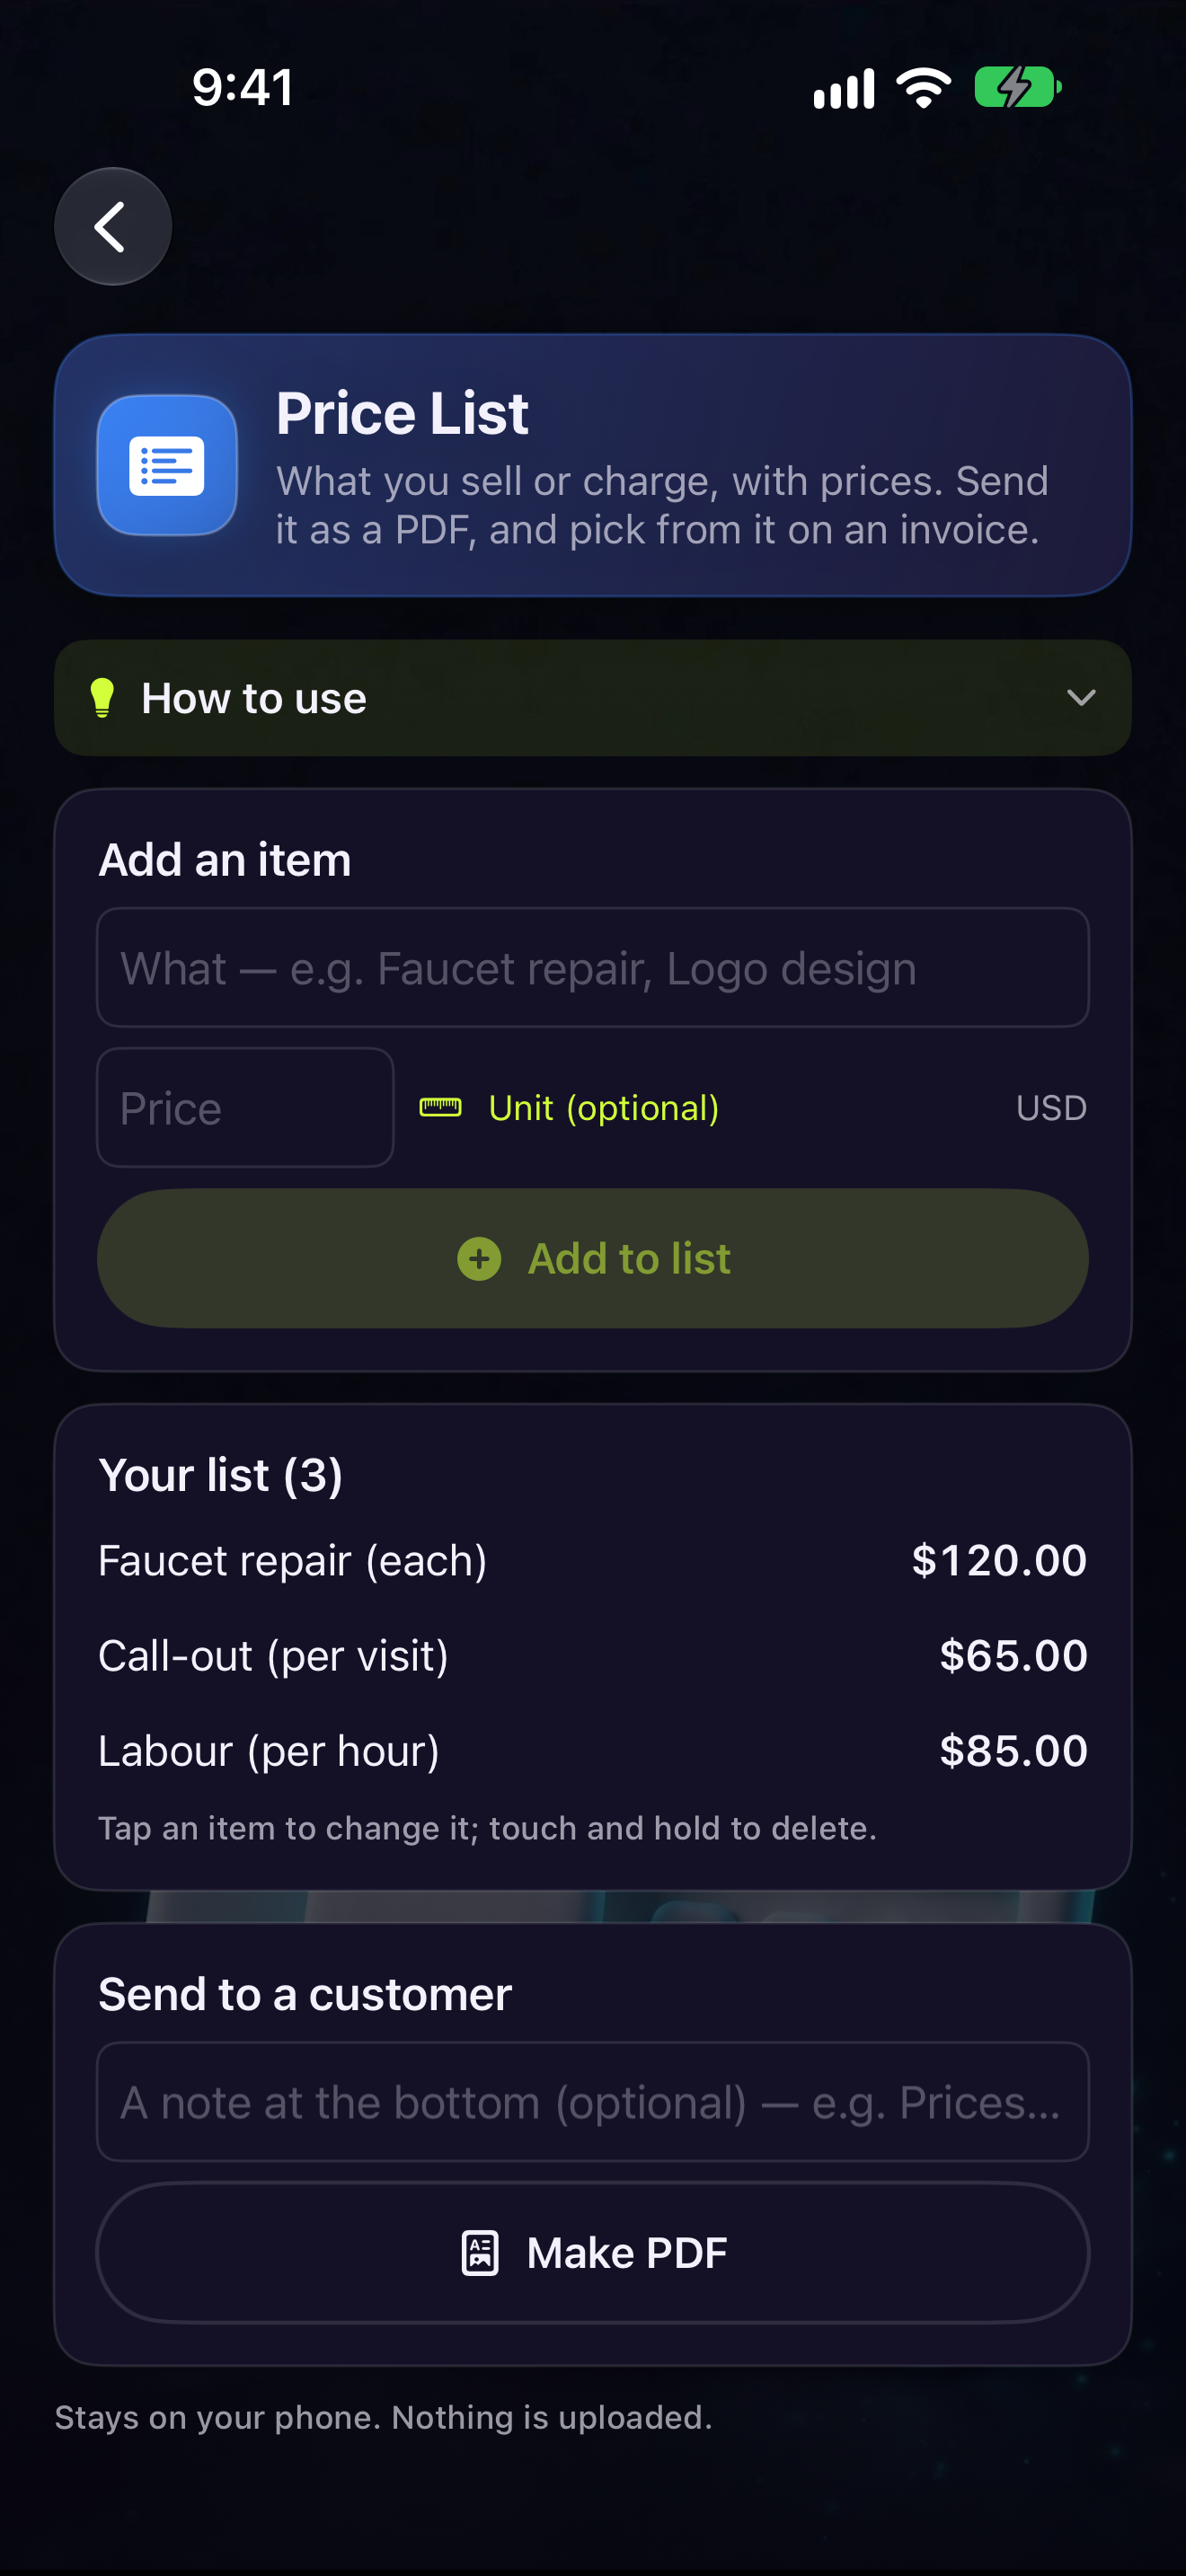 9:41
Price List
What you sell or charge, with prices. Send
it as a PDF, and pick from it on an invoice.
How to use
Add an item
What — e.g. Faucet repair, Logo design
Price
Unit (optional)
USD
Add to list
Your list (3)
Faucet repair (each)
$120.00
Call-out (per visit)
$65.00
Labour (per hour)
$85.00
Tap an item to change it; touch and hold to delete.
Send to a customer
A note at the bottom (optional) — e.g. Prices...
Make PDF
Stays on your phone. Nothing is uploaded.